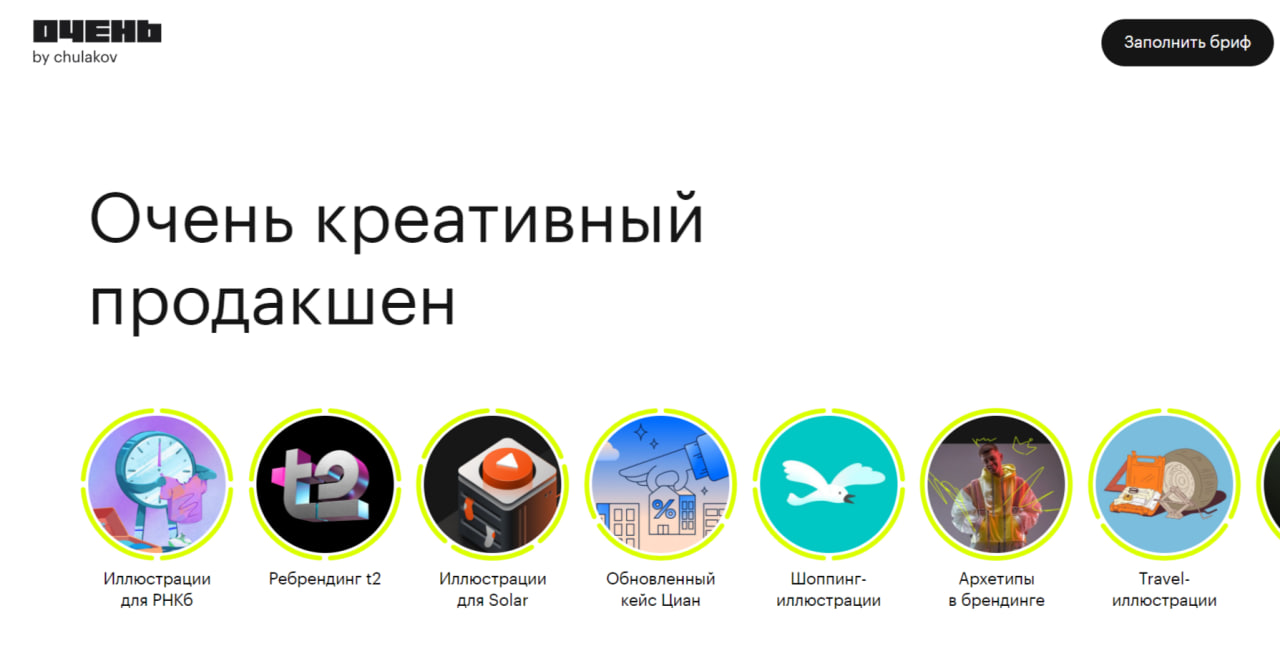 ОЧЕНЬ
by chulakov
Заполнить бриф
Очень креативный
продакшен
t2
%
Иллюстрации
для РНКб
Ребрендинг t2
Иллюстрации
для Solar
Обновленный
кейс Циан
Шоппинг-
иллюстрации
Архетипы
в брендинге
Travel-
иллюстрации